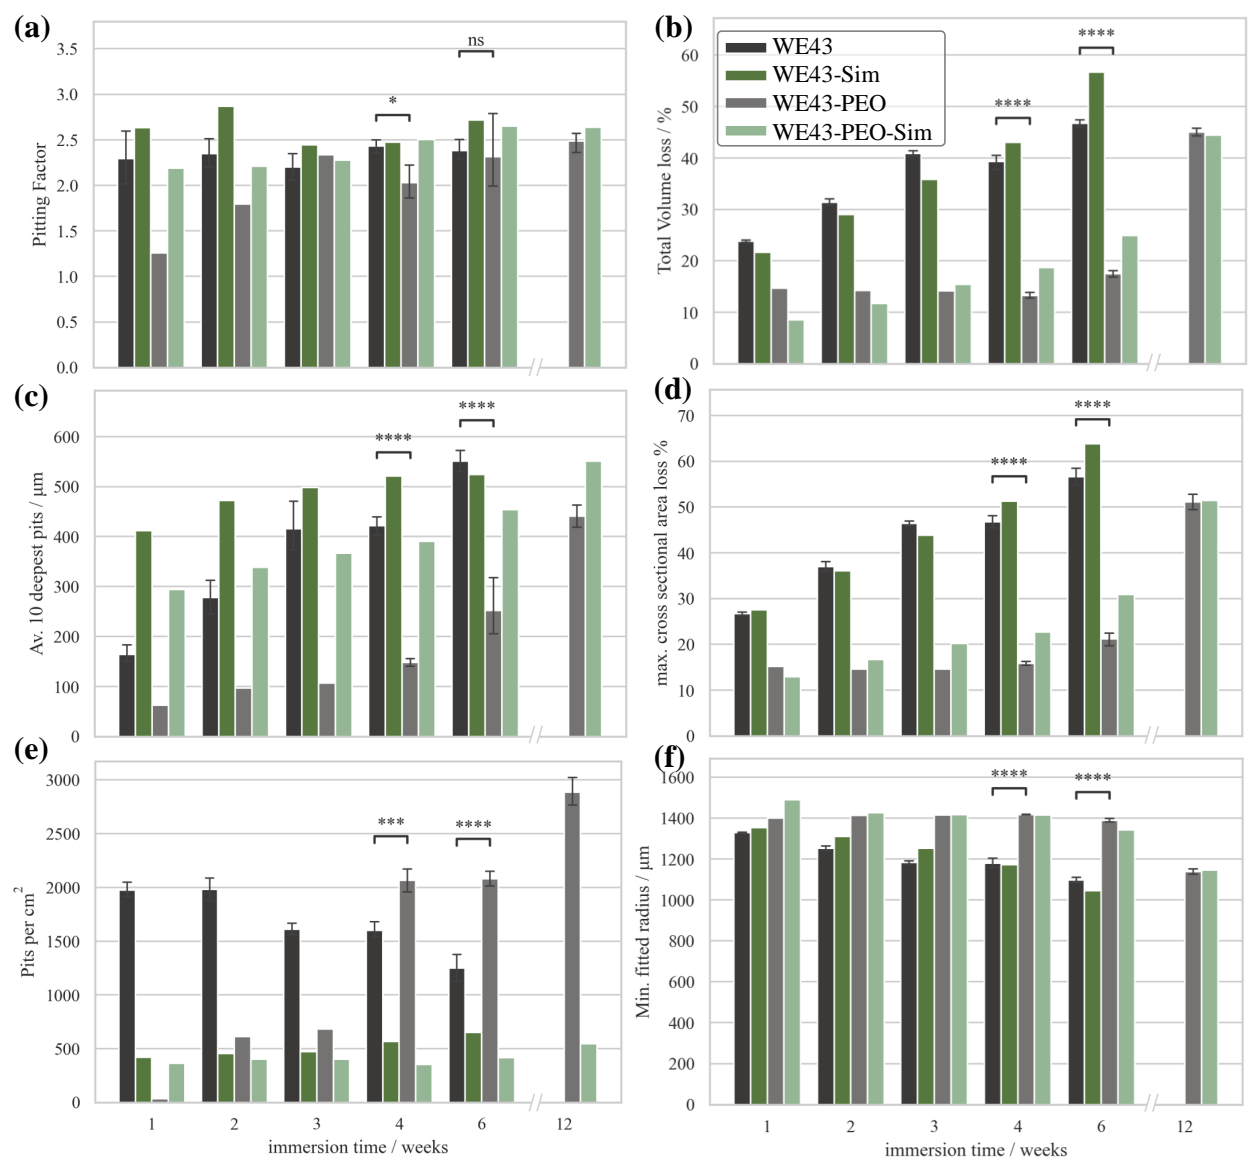 (a)
ns
*
3.5
3.0
2.5
2.0
1.5
1.0
0.5
0.0
Pitting Factor
(b)
WE43
WE43-Sim
WE43-PEO
WE43-PEO-Sim
****
****
60
50
40
30
20
10
0
Total Volume loss / %
(c)
****
****
600
500
400
300
200
100
0
Av. 10 deepest pits / μm
(d)
****
****
70
60
50
40
30
20
10
0
max. cross sectional area loss %
(e)
***
****
3000
2500
2000
1500
1000
500
0
Pits per cm²
1 2 3 4 6 12
immersion time / weeks
(f)
****
****
1600
1400
1200
1000
800
600
400
200
0
Min. fitted radius / μm
1 2 3 4 6 12
immersion time / weeks